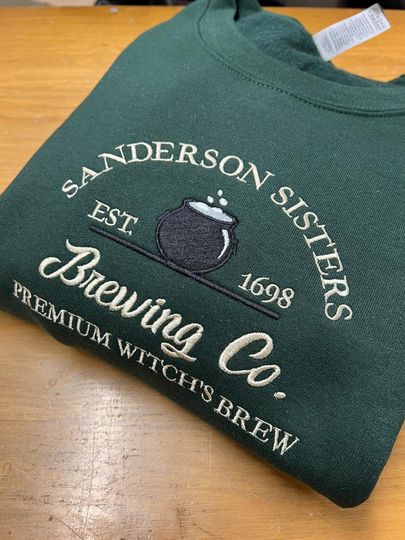 SANDERSON SISTERS
EST. 1698
Brewing Co.
PREMIUM WITCH'S BREW